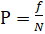 P = f/N